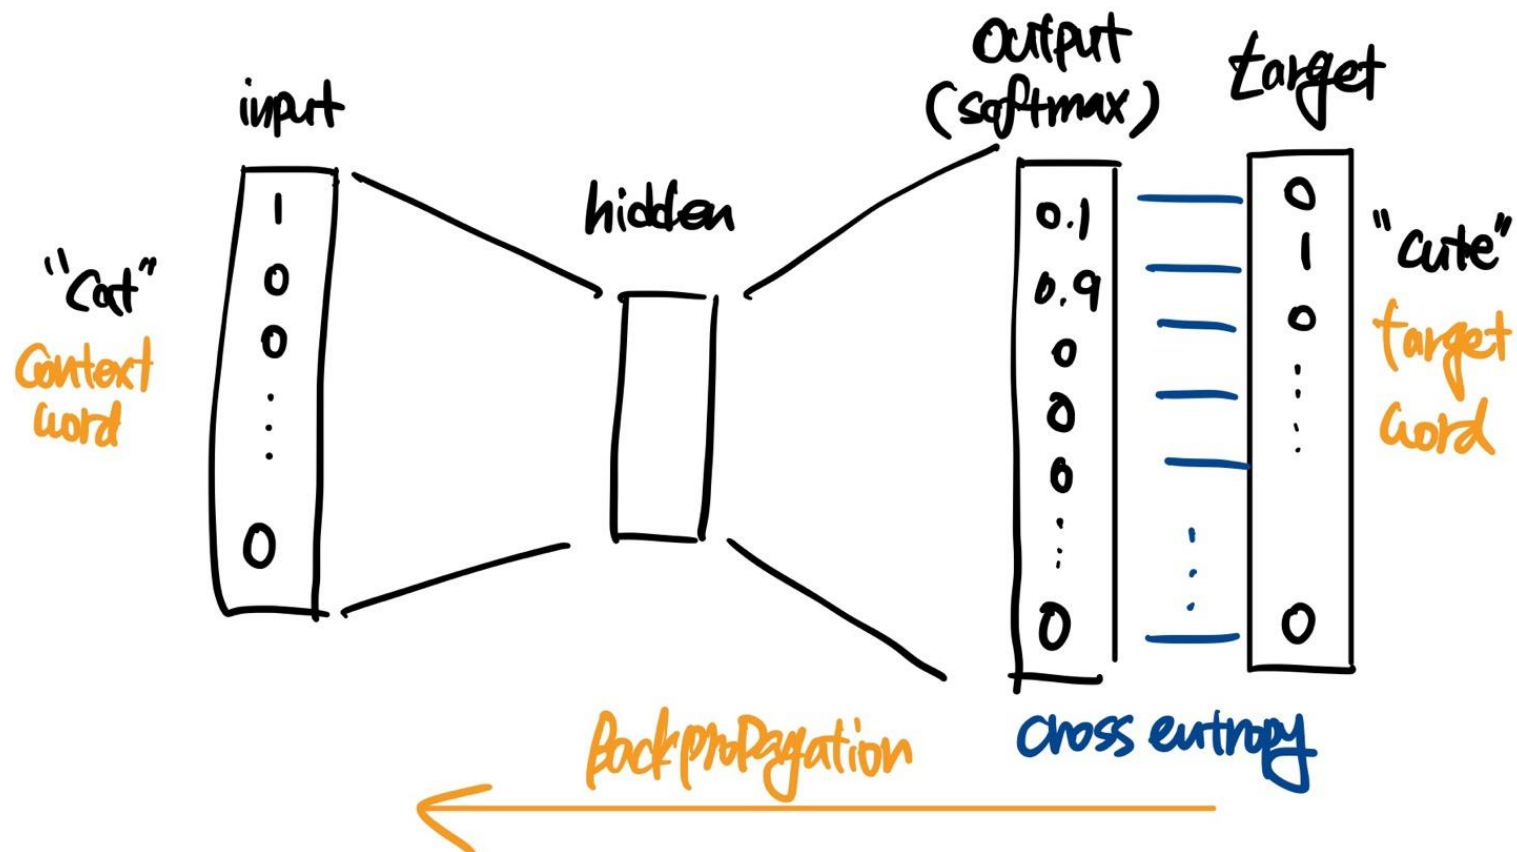 input
1
0
0
0
"Cat"
Context
word
hidden
Output
(softmax)
0.1
0.9
0
0
0
0
target
0
1
0
0
"cute"
target
word
Backpropagation
cross entropy